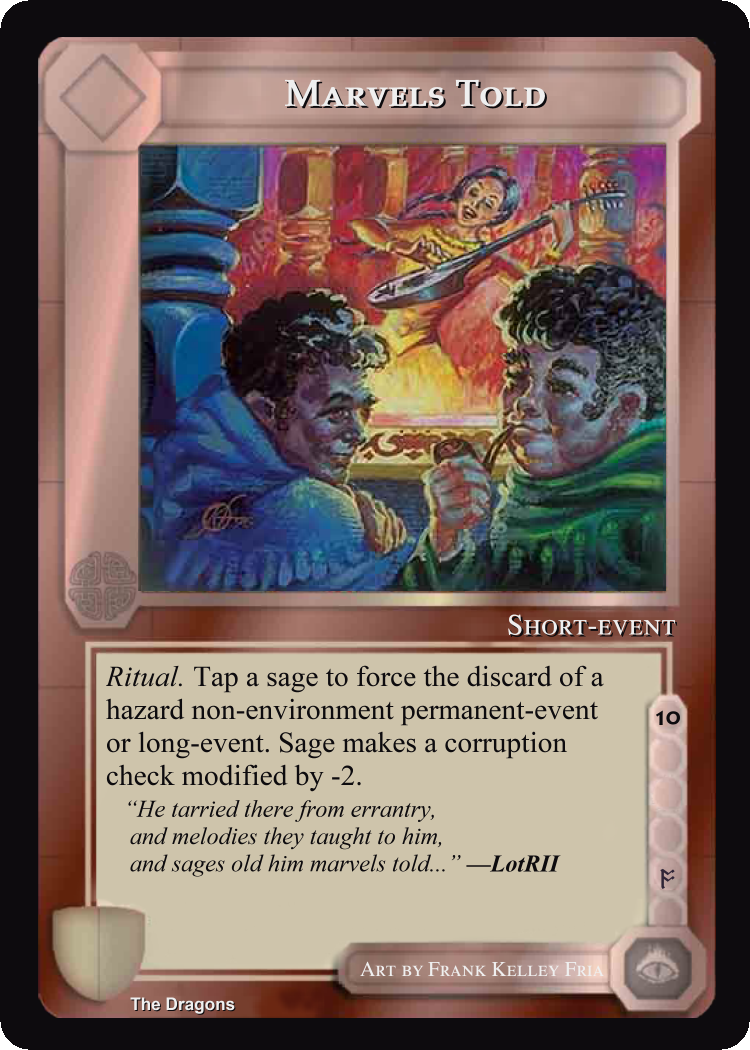 Marvels Told
Short-event
Ritual. Tap a sage to force the discard of a
hazard non-environment permanent-event
or long-event. Sage makes a corruption
check modified by -2.
“He tarried there from errantry,
and melodies they taught to him,
and sages old him marvels told...” —LotRII
10
Art by Frank Kelley Fria
The Dragons